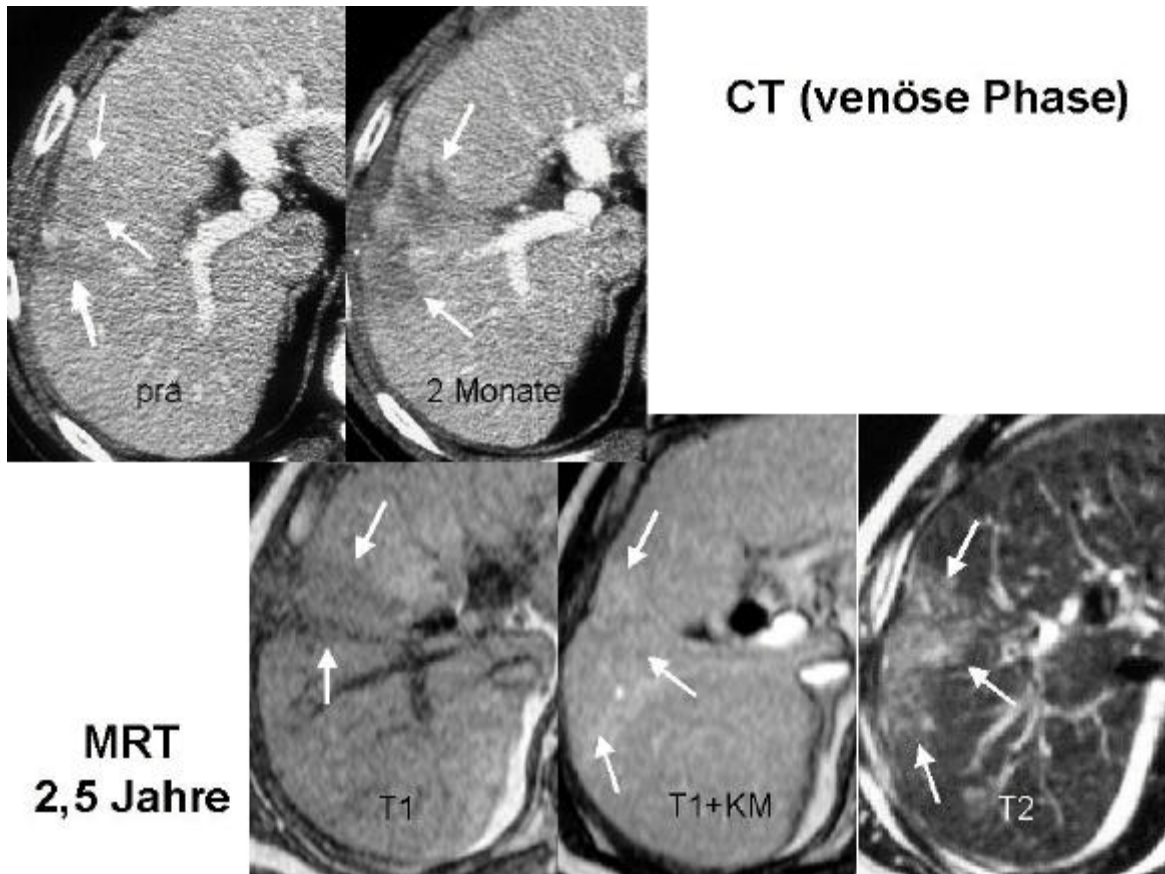 CT (venöse Phase)
prä
2 Monate
MRT
2,5 Jahre
T1
T1+KM
T2